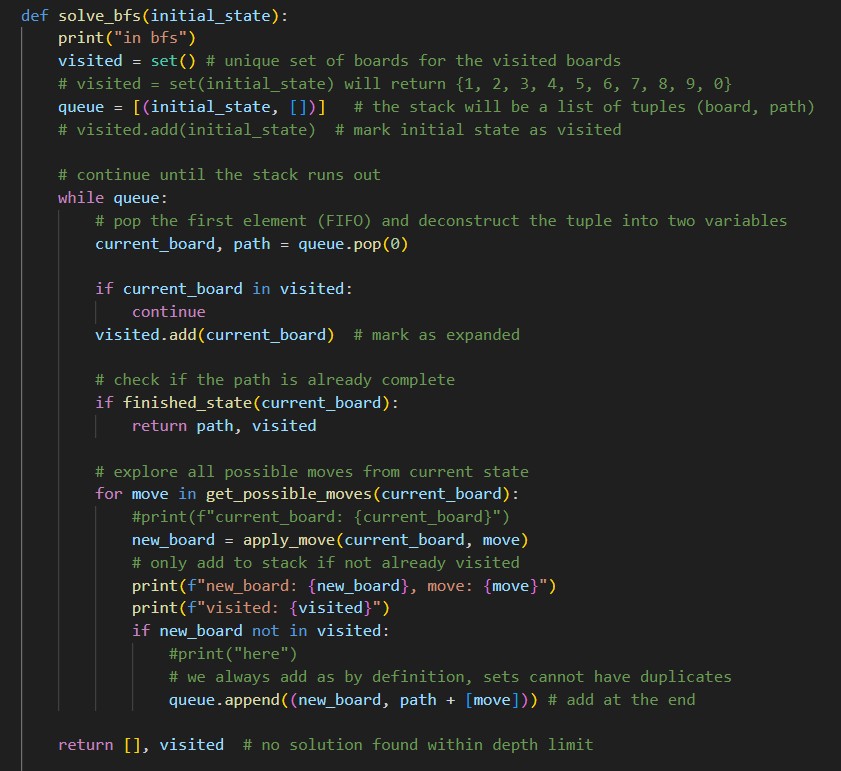 def solve_bfs(initial_state):
    print("in bfs")
    visited = set() # unique set of boards for the visited boards
    # visited = set(initial_state) will return {1, 2, 3, 4, 5, 6, 7, 8, 9, 0}
    queue = [(initial_state, [])]   # the stack will be a list of tuples (board, path)
    # visited.add(initial_state)  # mark initial state as visited

    # continue until the stack runs out
    while queue:
        # pop the first element (FIFO) and deconstruct the tuple into two variables
        current_board, path = queue.pop(0)

        if current_board in visited:
            continue
        visited.add(current_board)  # mark as expanded

        # check if the path is already complete
        if finished_state(current_board):
            return path, visited

        # explore all possible moves from current state
        for move in get_possible_moves(current_board):
            #print(f"current_board: {current_board}")
            new_board = apply_move(current_board, move)
            # only add to stack if not already visited
            print(f"new_board: {new_board}, move: {move}")
            print(f"visited: {visited}")
            if new_board not in visited:
                #print("here")
                # we always add as by definition, sets cannot have duplicates
                queue.append((new_board, path + [move])) # add at the end

    return [], visited  # no solution found within depth limit